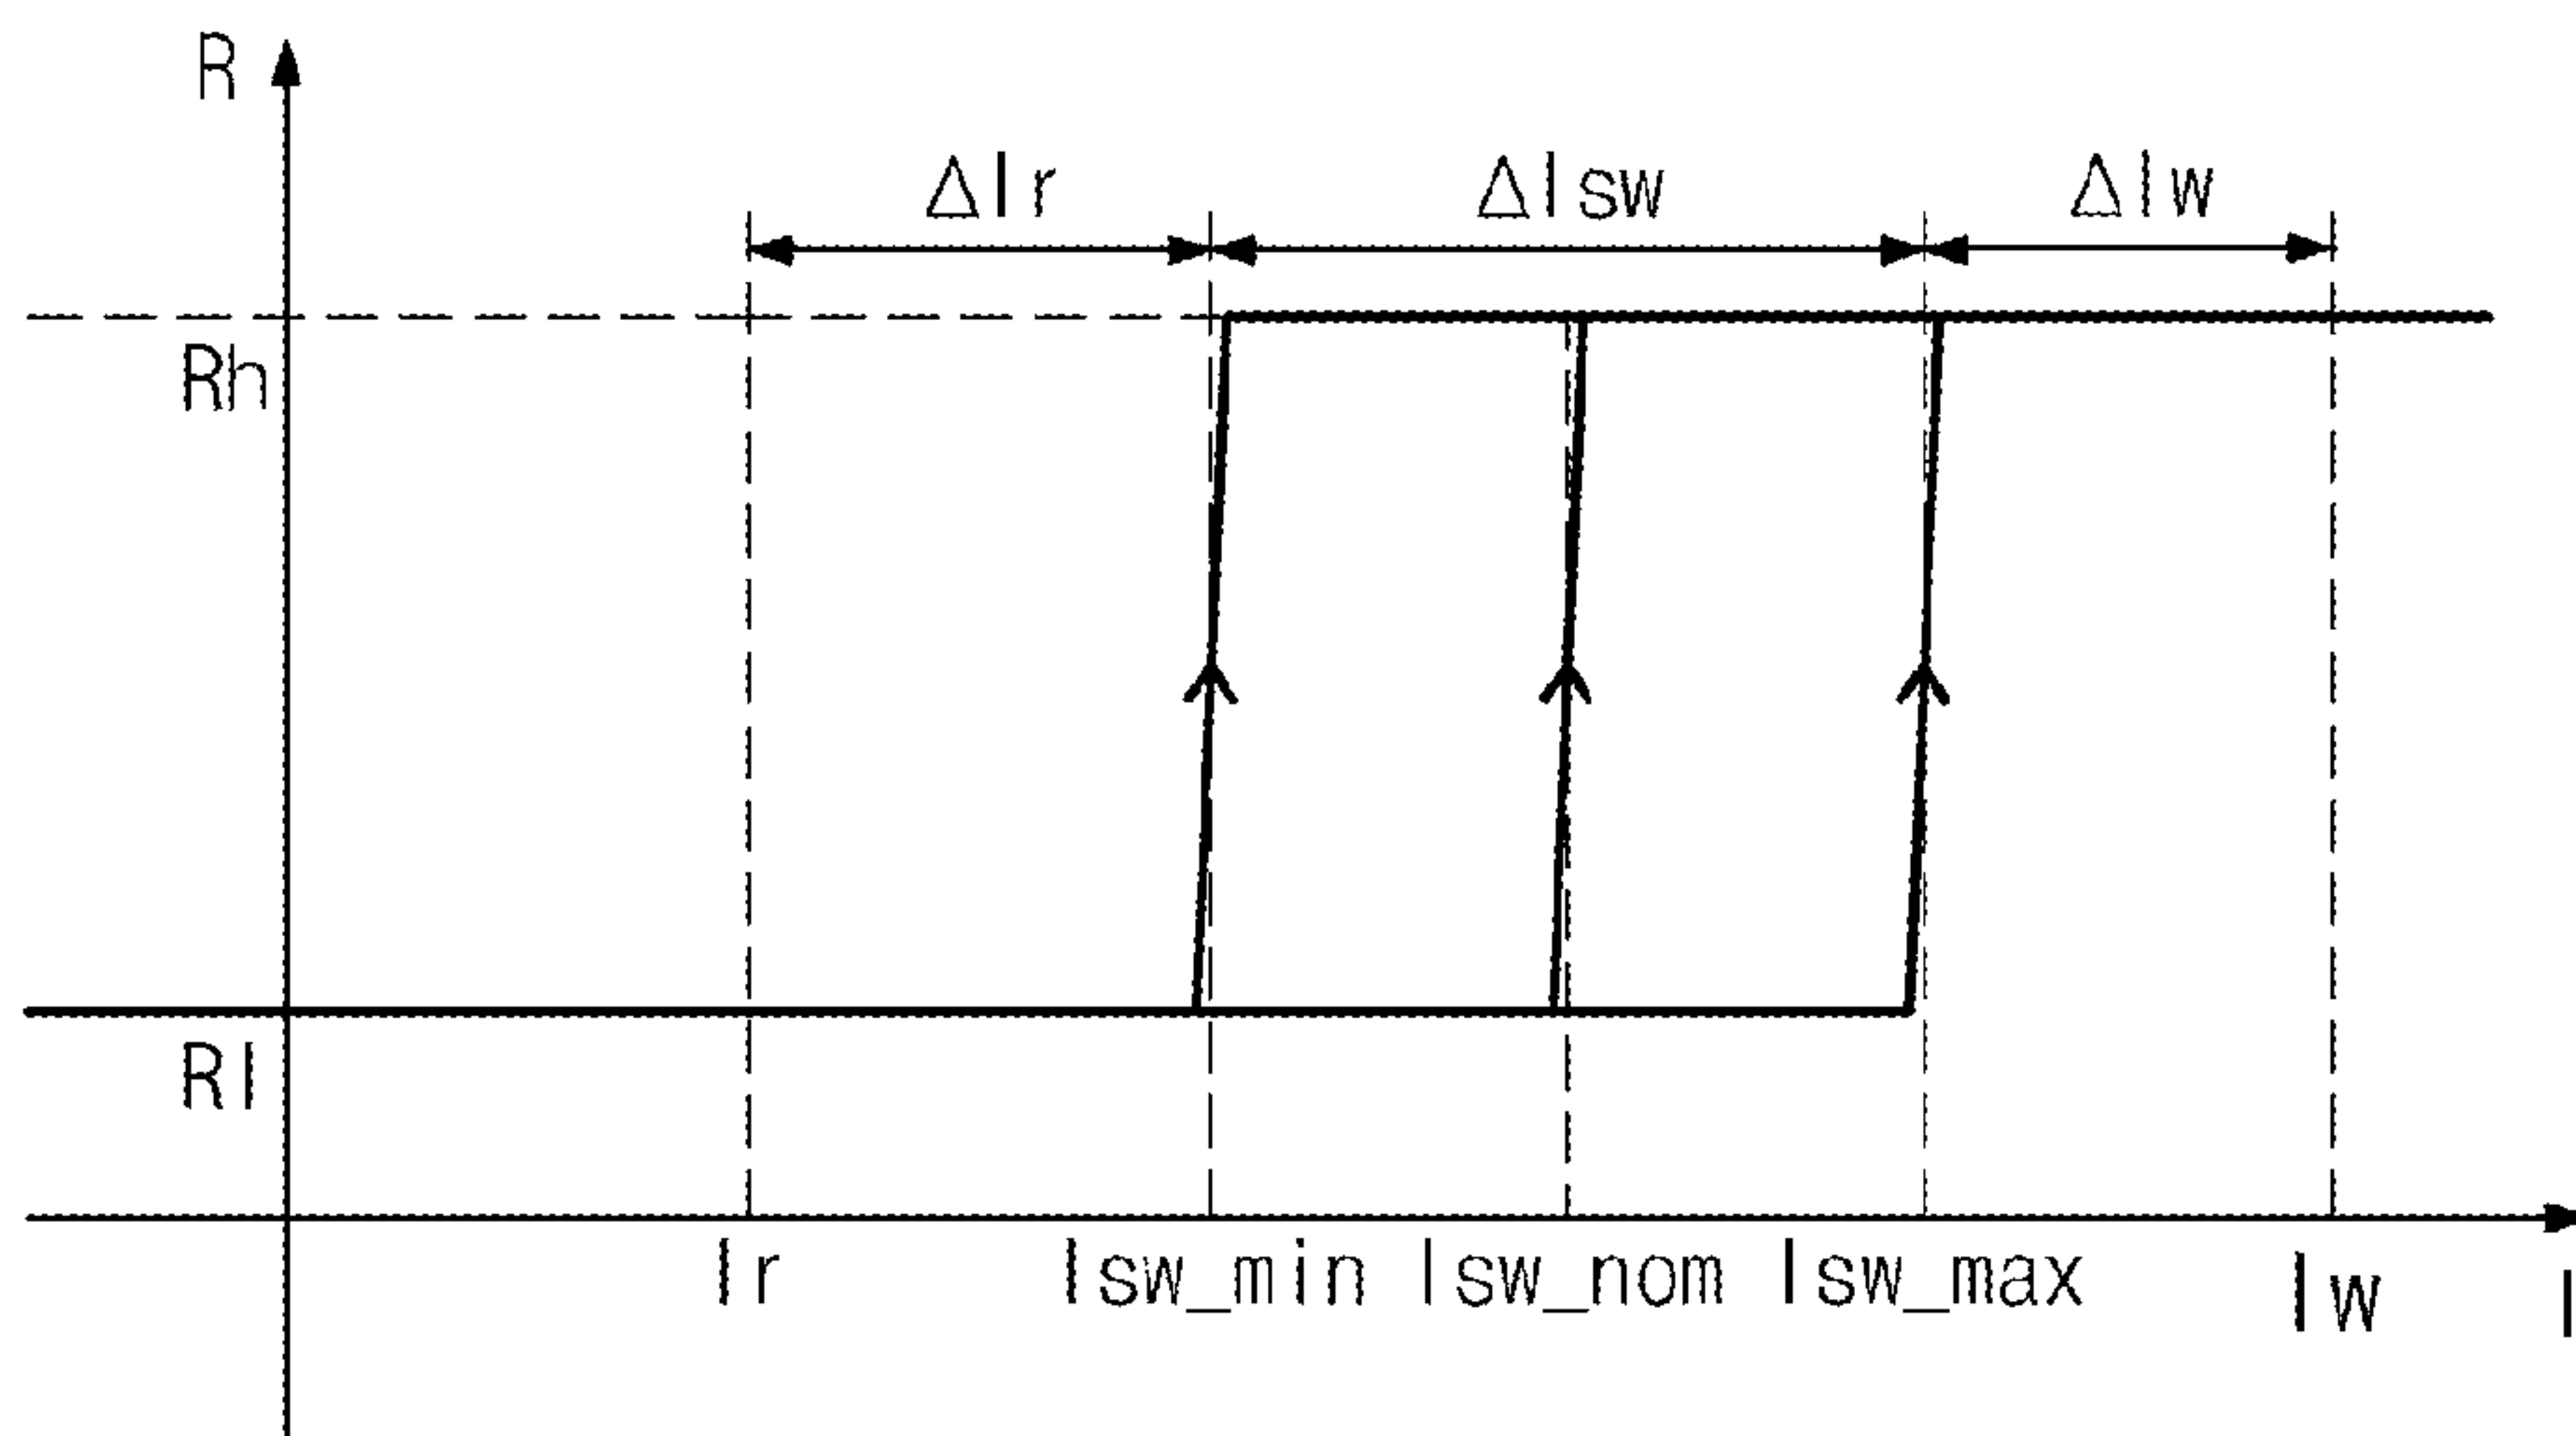 R
ΔIr ΔIsw ΔIw
Rh
Rl
Ir Isw_min Isw_nom Isw_max Iw I